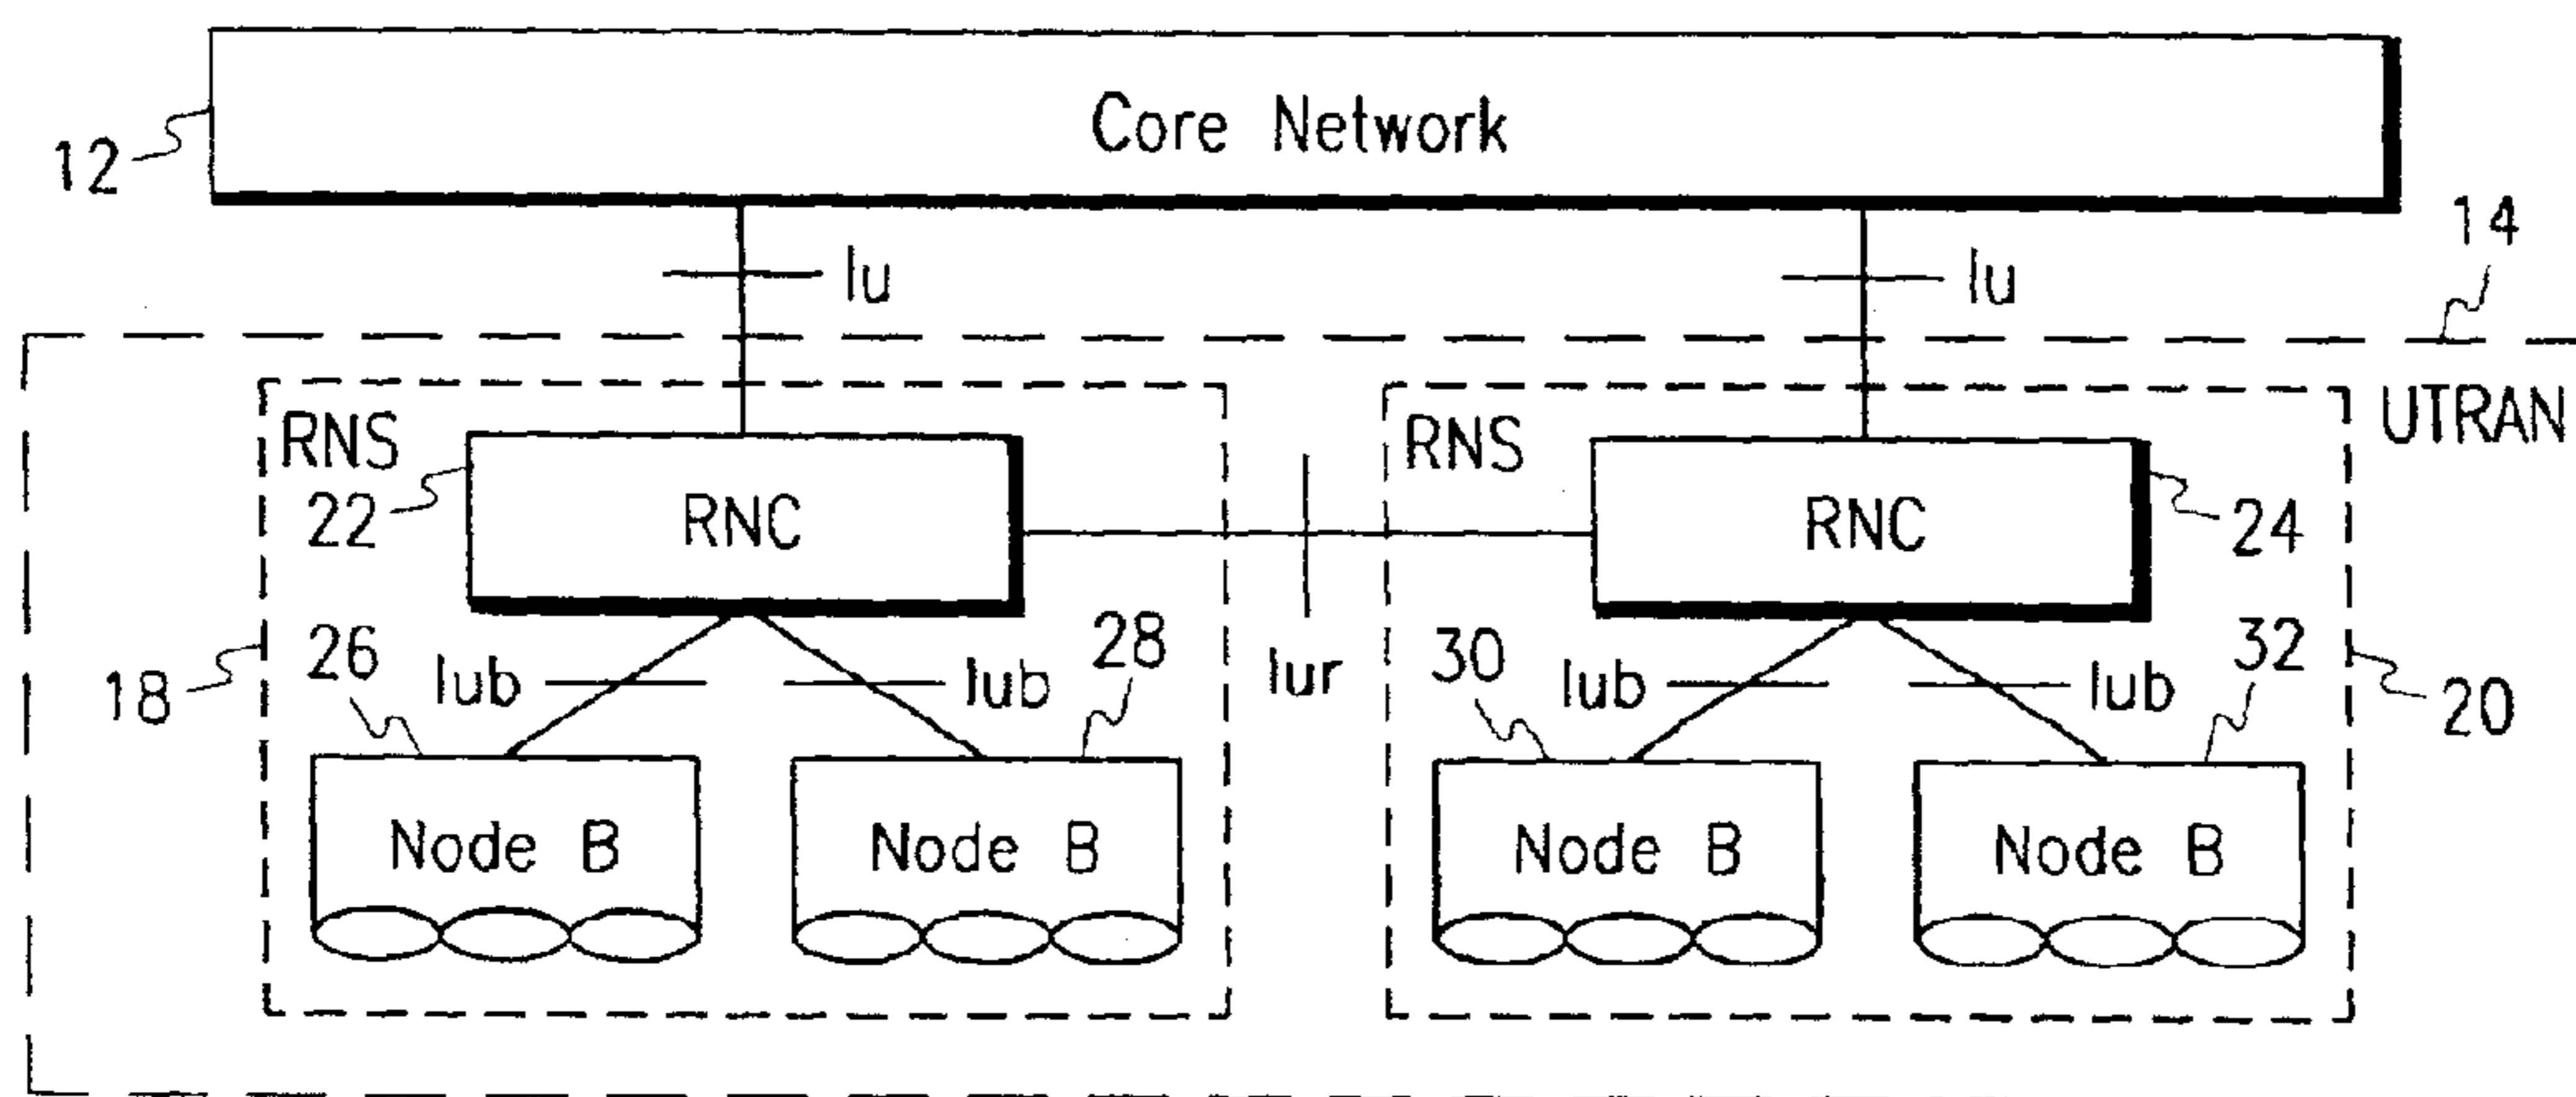 Core Network
12
14
Iu
Iu
RNS
RNS
UTRAN
22
RNC
RNC
24
26
28
30
32
Iub
Iub
Iur
Iub
Iub
18
20
Node B
Node B
Node B
Node B